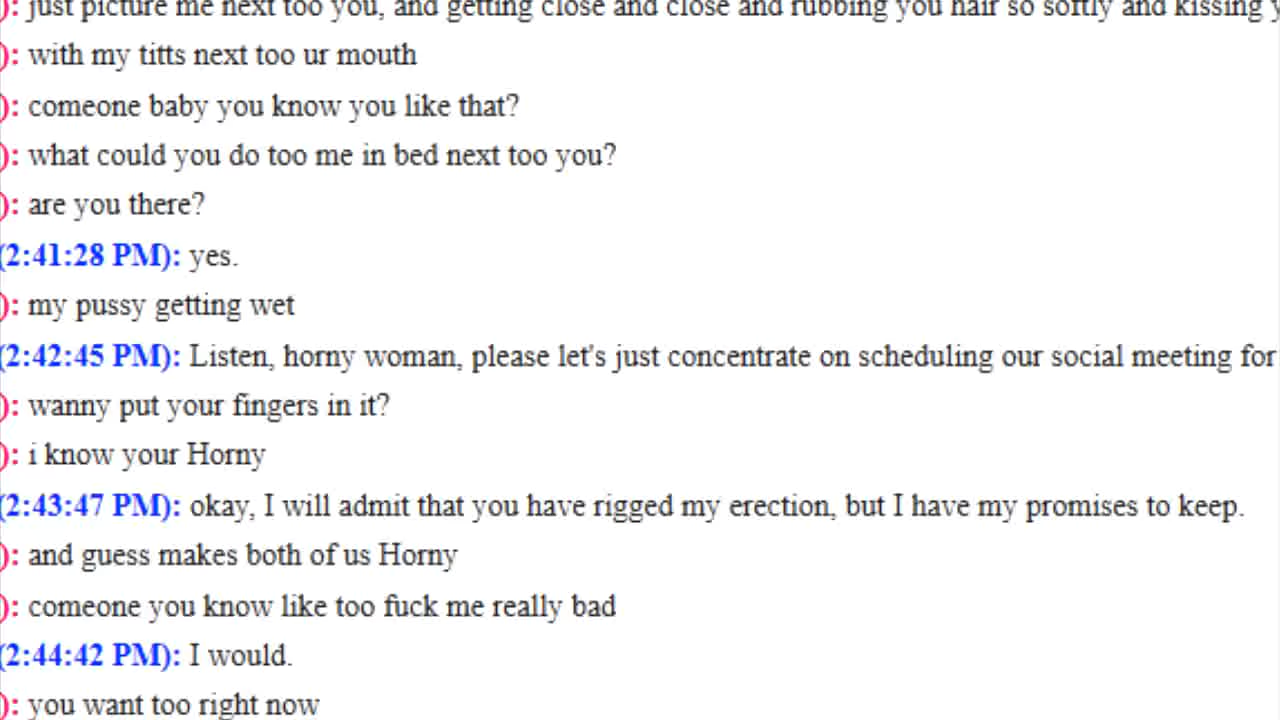 ): just picture me next too you, and getting close and close and rubbing you hair so softly and kissing y
): with my titts next too ur mouth
): comeone baby you know you like that?
): what could you do too me in bed next too you?
): are you there?
(2:41:28 PM): yes.
): my pussy getting wet
(2:42:45 PM): Listen, horny woman, please let's just concentrate on scheduling our social meeting for
): wanny put your fingers in it?
): i know your Horny
(2:43:47 PM): okay, I will admit that you have rigged my erection, but I have my promises to keep.
): and guess makes both of us Horny
): comeone you know like too fuck me really bad
(2:44:42 PM): I would.
): you want too right now